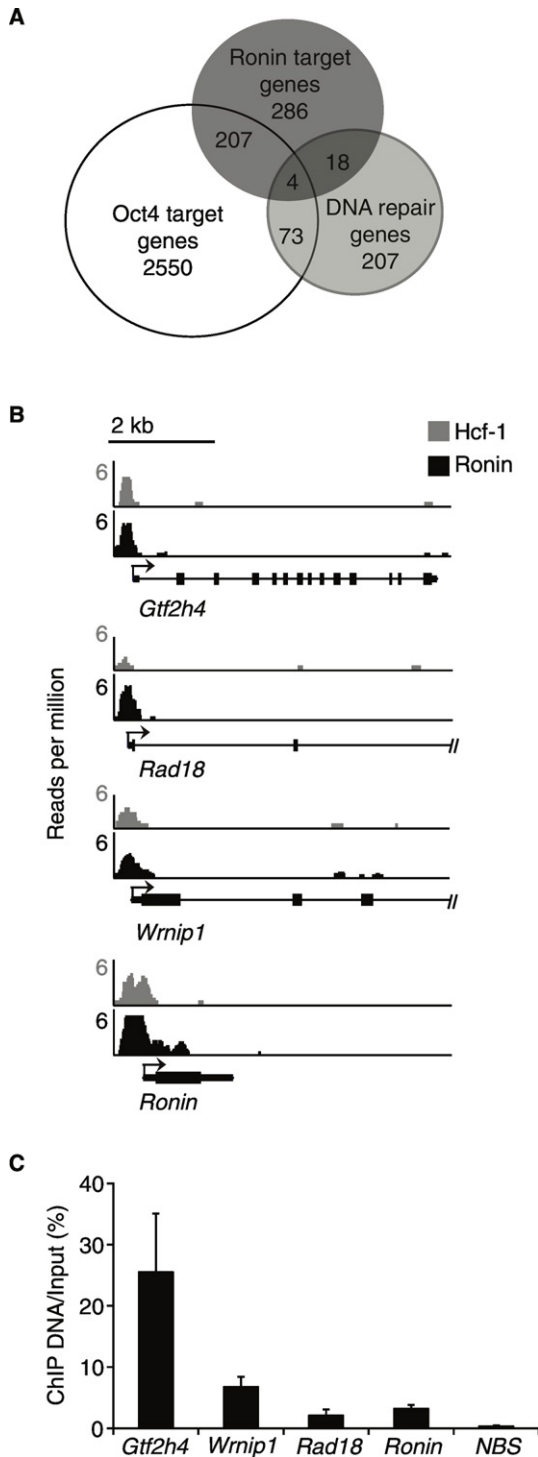 A
Ronin target
genes
286
207
18
4
Oct4 target
genes
2550
73
DNA repair
genes
207
B
2 kb
Hcf-1
Ronin
Reads per million
6
6
Gtf2h4
6
6
Rad18
6
6
Wrnip1
6
6
Ronin
C
ChIP DNA/Input (%)
40
30
20
10
0
Gtf2h4 Wrnip1 Rad18 Ronin NBS